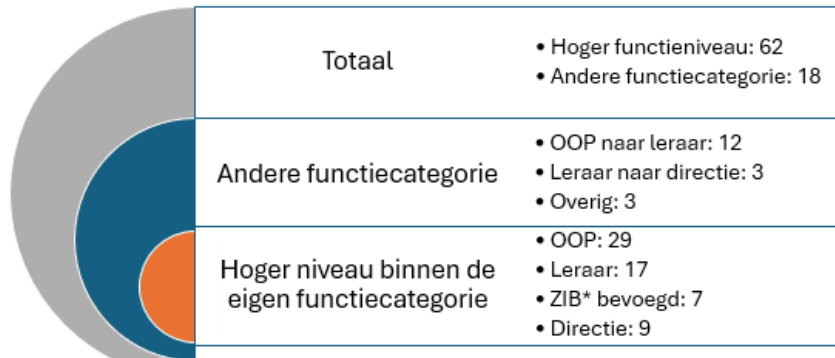 Totaal
• Hoger functieniveau: 62
• Andere functiecategorie: 18
Andere functiecategorie
• OOP naar leraar: 12
• Leraar naar directie: 3
• Overig: 3
Hoger niveau binnen de
eigen functiecategorie
• OOP: 29
• Leraar: 17
• ZIB* bevoegd: 7
• Directie: 9